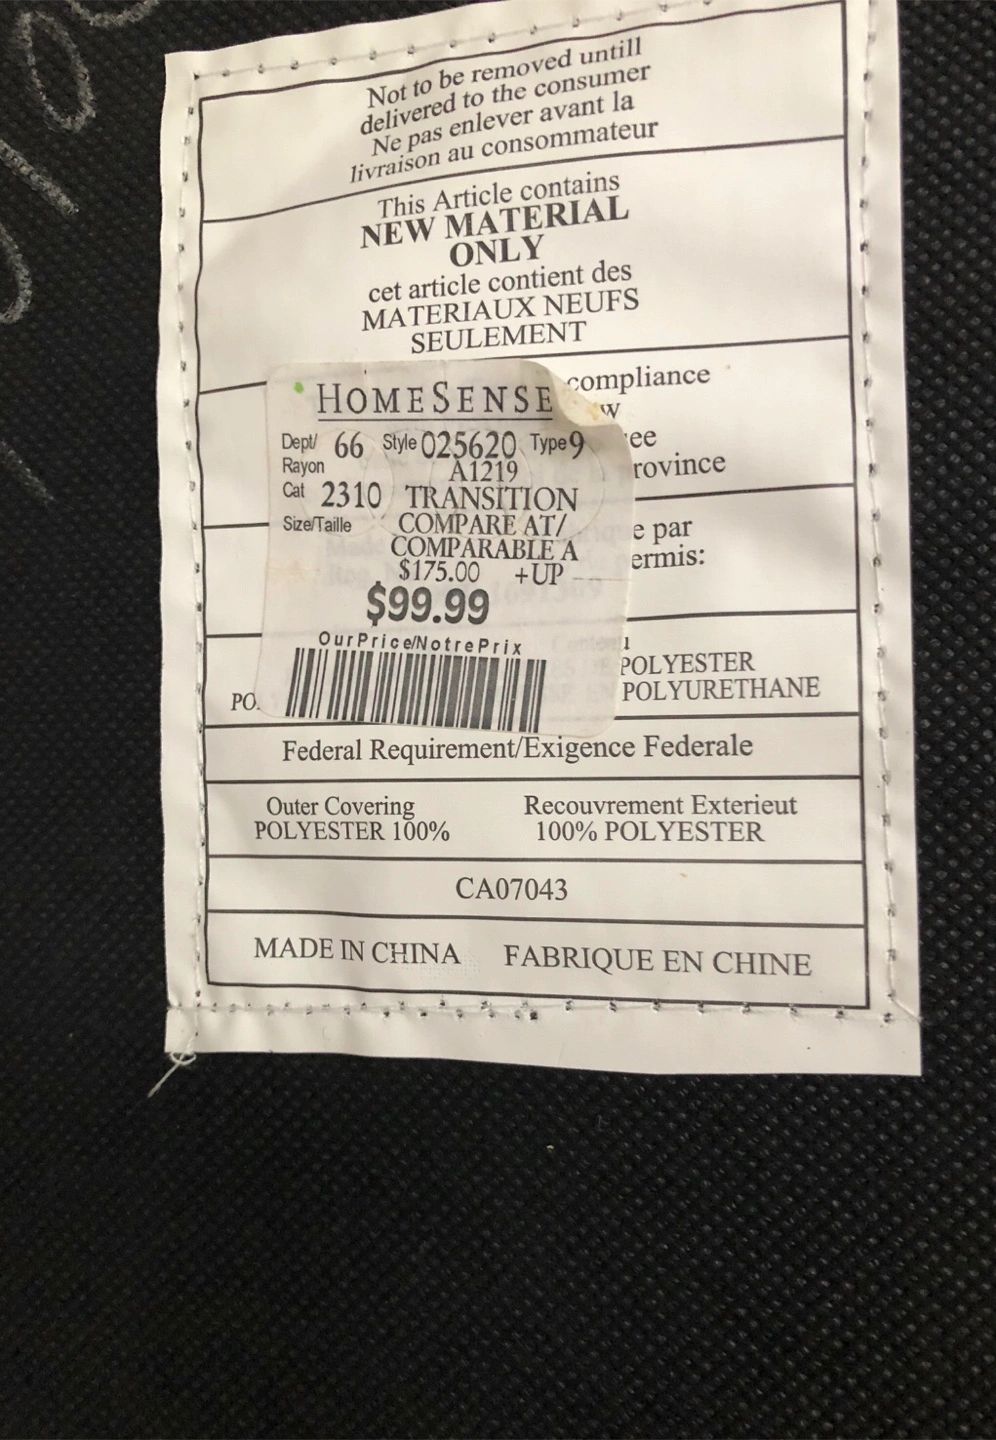 Not to be removed untill
delivered to the consumer
Ne pas enlever avant la
livraison au consommateur
This Article contains
NEW MATERIAL
ONLY
cet article contient des
MATERIAUX NEUFS
SEULEMENT
compliance
rovince
e par
ermis:
HOMESENSE
Dept/ 66 Style 025620 Type 9
Rayon A1219
Cat 2310 TRANSITION
Size/Taille COMPARE AT/
COMPARABLE A
$175.00 +UP
$99.99
OurPrice/NotrePrix
POLYESTER
PO. POLYURETHANE
Federal Requirement/Exigence Federale
Outer Covering Recouvrement Exterieut
POLYESTER 100% 100% POLYESTER
CA07043
MADE IN CHINA FABRIQUE EN CHINE